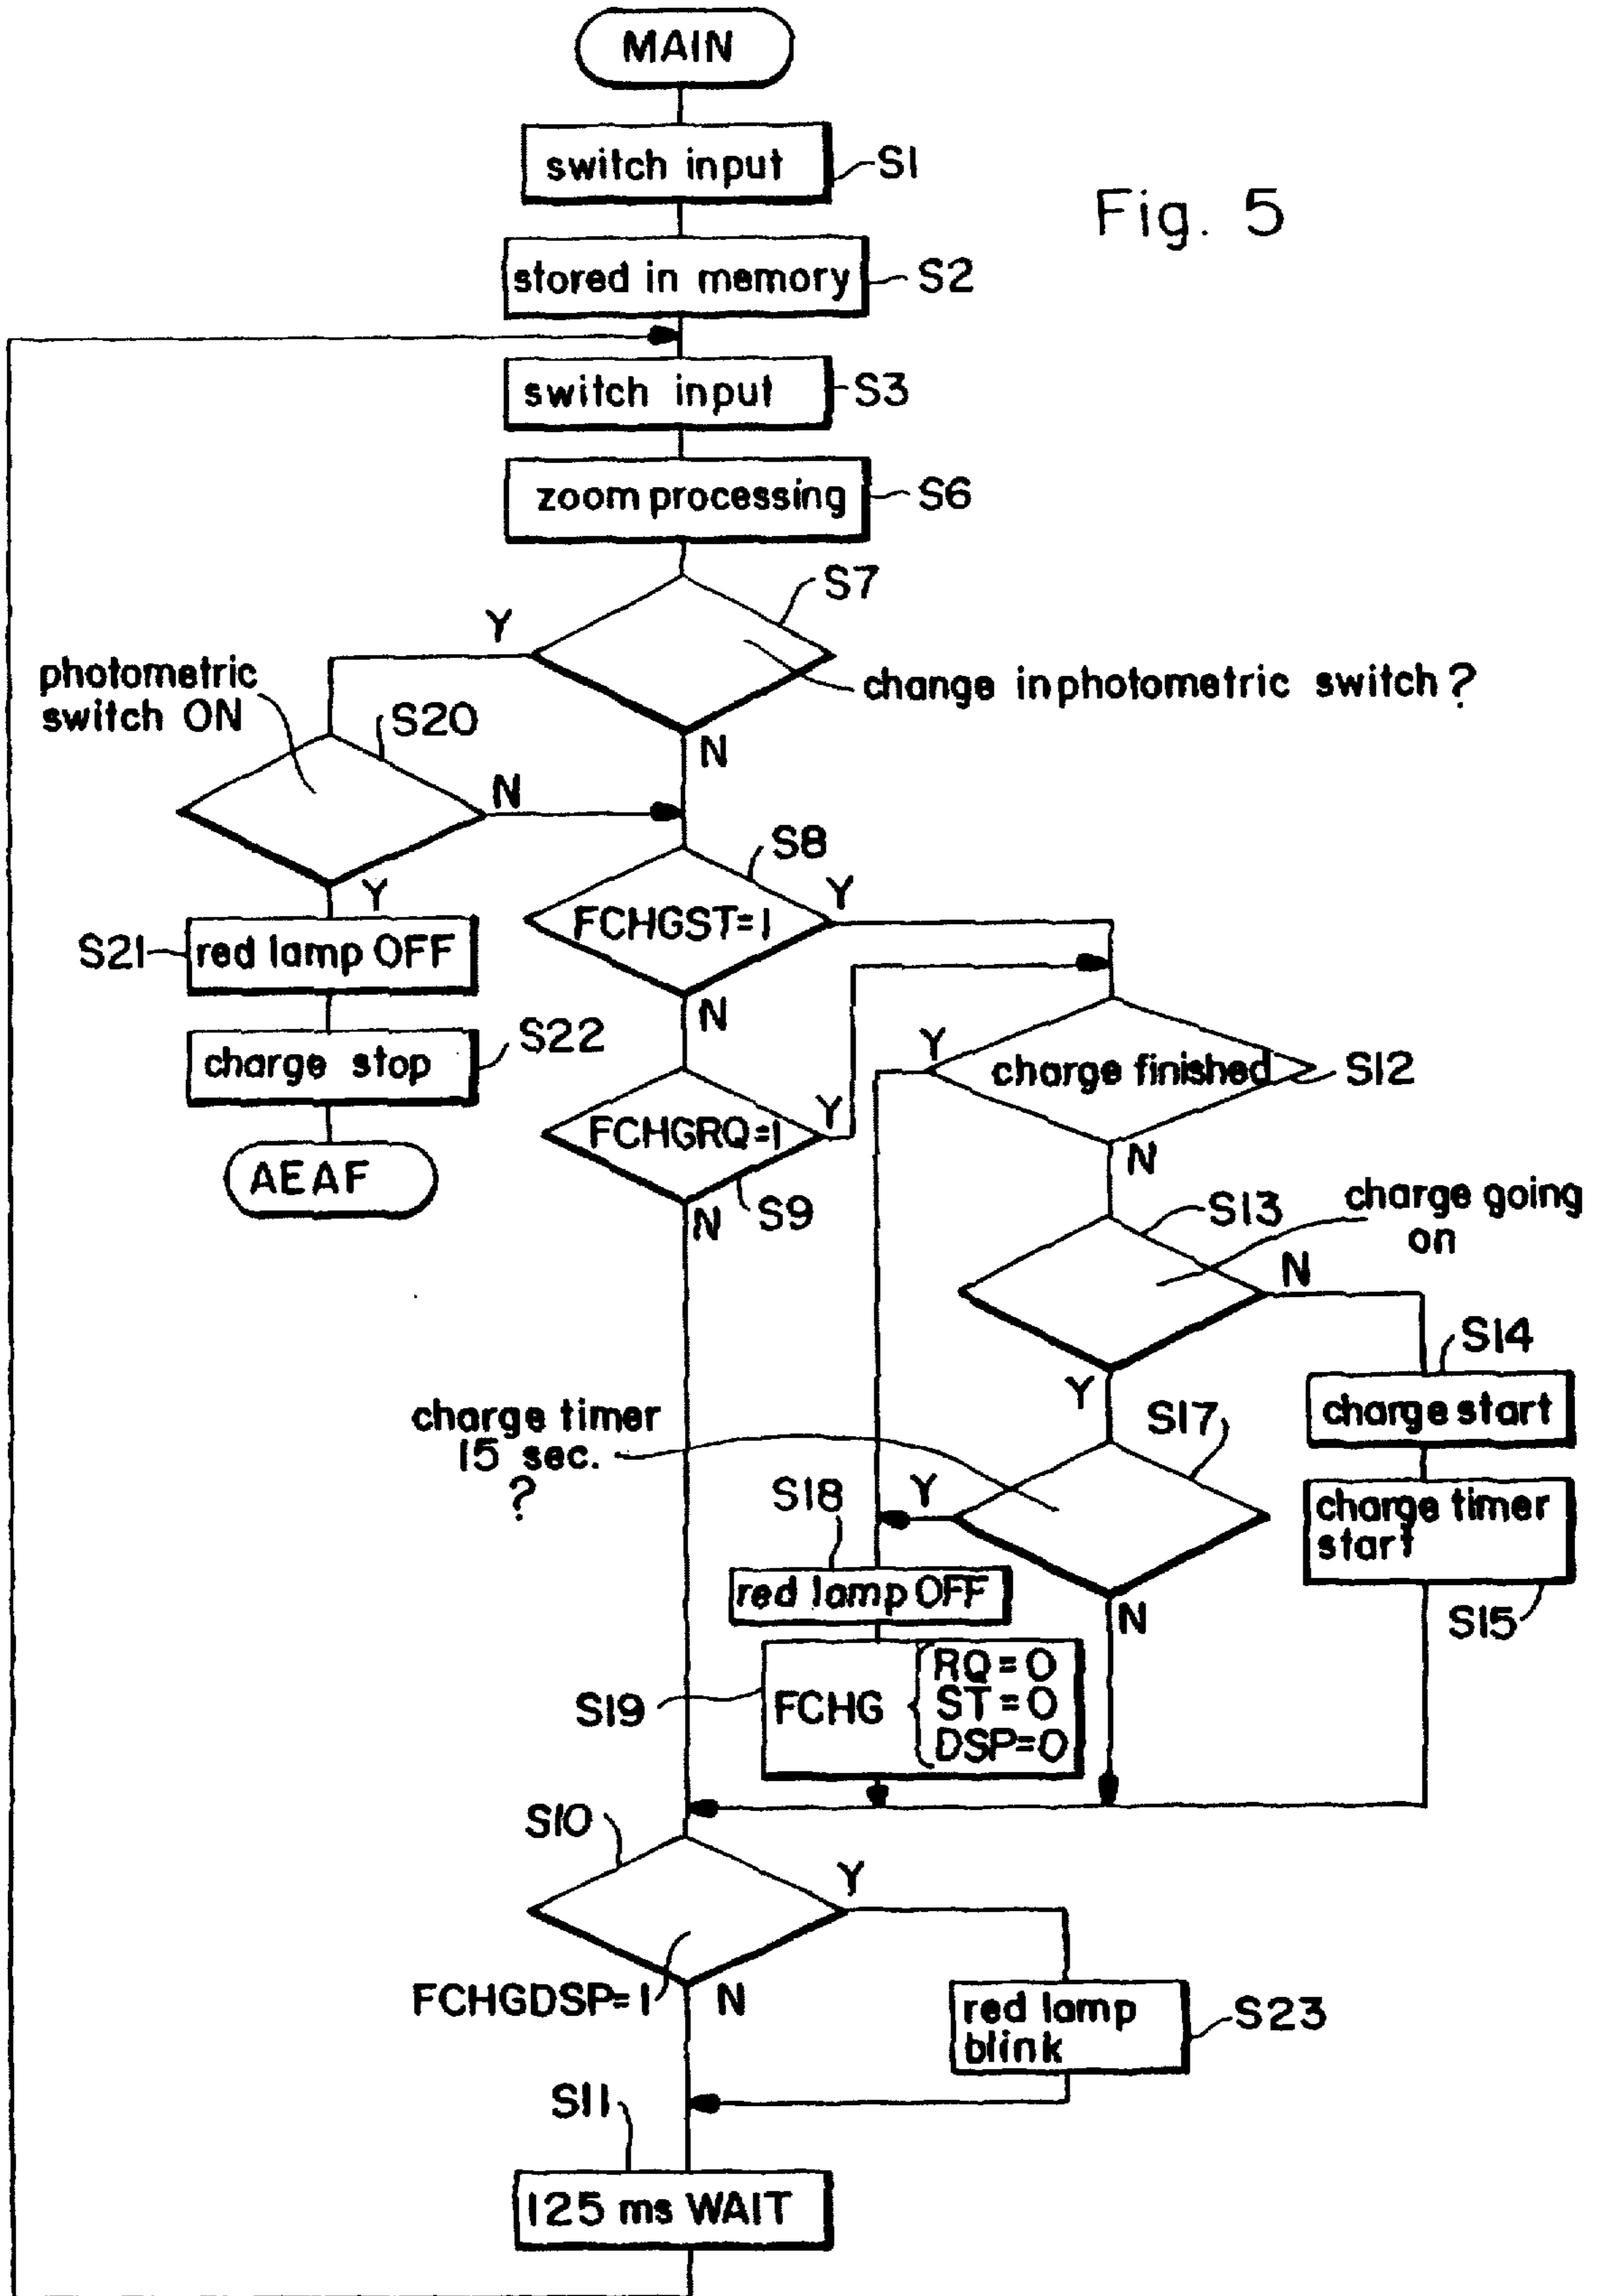 MAIN
switch input
S1
Fig. 5
stored in memory
S2
switch input
S3
zoom processing
S6
S7
Y
change in photometric switch ?
N
photometric
switch ON
S20
N
Y
S21
red lamp OFF
charge stop
S22
AEAF
S8
FCHGST=1
Y
N
FCHGRQ=1
Y
S9
N
Y
charge finished
S12
N
S13
charge going
on
N
Y
S14
charge start
charge timer
start
S15
charge timer
15 sec.
?
S17
Y
N
S18
red lamp OFF
S19
FCHG
RQ=0
ST=0
DSP=0
S10
Y
FCHGDSP=1
N
red lamp
blink
S23
S11
125 ms WAIT